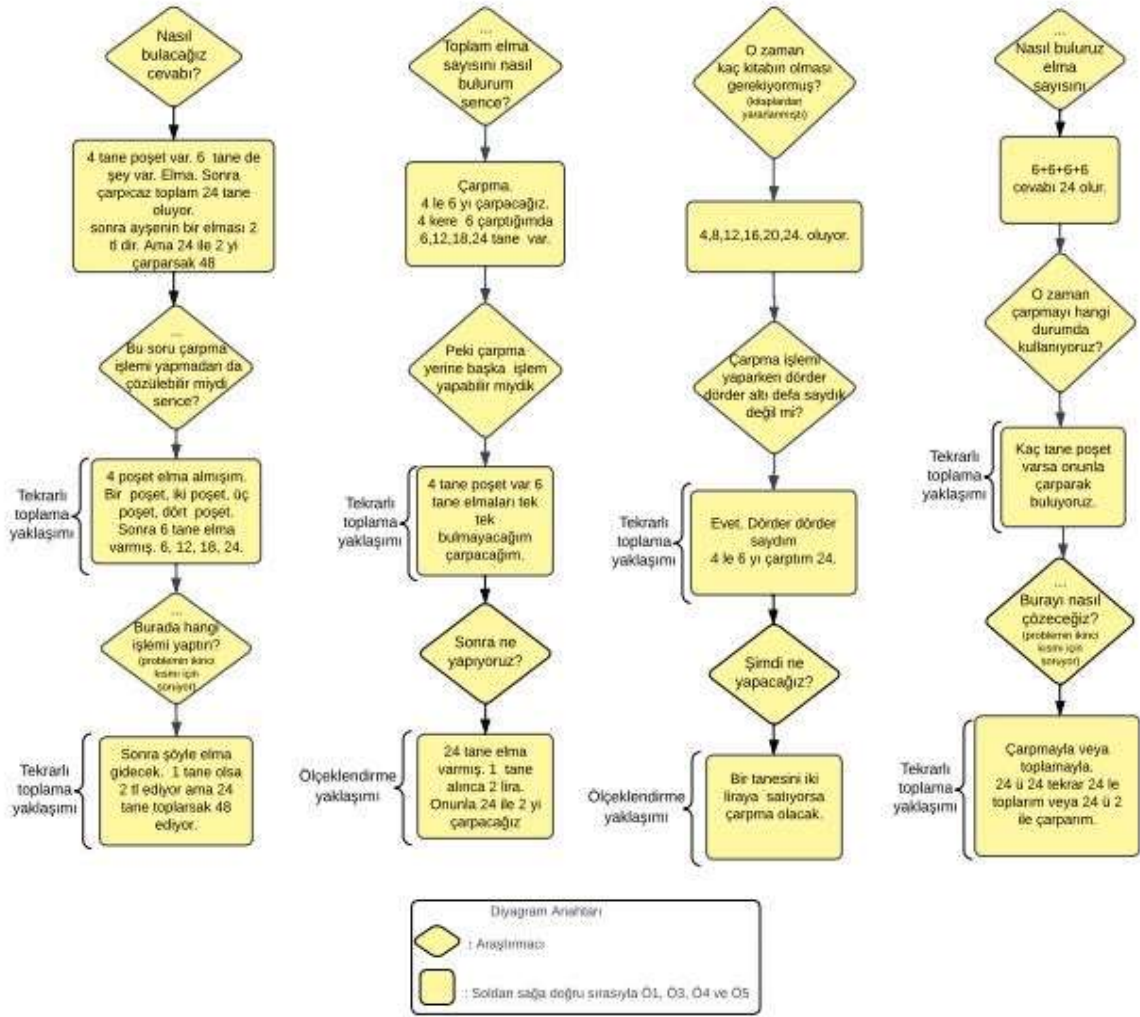 Nasıl
bulacağız
cevabı?
4 tane poşet var. 6 tane de
şey var. Elma. Sonra
çarpıcaz toplam 24 tane
oluyor.
sonra ayşenin bir elması 2
tl dir. Ama 24 ile 2 yi
çarparsak 48
...
Bu soru çarpma
işlemi yapmadan da
çözülebilir miydi
sence?
Tekrarlı
toplama
yaklaşımı
4 poşet elma almışım.
Bir poşet, iki poşet, üç
poşet, dört poşet.
Sonra 6 tane elma
varmış. 6, 12, 18, 24.
...
Burada hangi
işlemi yaptın?
(problemin ikinci
kısmı için
soruyor)
Tekrarlı
toplama
yaklaşımı
Sonra şöyle elma
gidecek. 1 tane olsa
2 tl ediyor ama 24
tane toplarsak 48
ediyor.
...
Toplam elma
sayısını nasıl
bulurum
sence?
Çarpma.
4 le 6 yı çarpacağız.
4 kere 6 çarptığımda
6,12,18,24 tane var.
Peki çarpma
yerine başka işlem
yapabilir miydik
Tekrarlı
toplama
yaklaşımı
4 tane poşet var 6
tane elmaları tek
tek
bulmayacağım
çarpacağım.
Sonra ne
yapıyoruz?
Ölçeklendirme
yaklaşımı
24 tane elma
varmış. 1 tane
alınca 2 lira.
Onunla 24 ile 2 yi
çarpacağız
O zaman
kaç kitabın olması
gerekiyormuş?
(kitaplardan
yararlanmıştı)
4,8,12,16,20,24. oluyor.
Çarpma işlemi
yaparken dörder
dörder altı defa saydık
değil mi?
Tekrarlı
toplama
yaklaşımı
Evet. Dörder dörder
saydım
4 le 6 yı çarptım 24.
Şimdi ne
yapacağız?
Ölçeklendirme
yaklaşımı
Bir tanesini iki
liraya satıyorsa
çarpma olacak.
...
Nasıl buluruz
elma
sayısını
6+6+6+6
cevabı 24 olur.
O zaman
çarpmayı hangi
durumda
kullanıyoruz?
Tekrarlı
toplama
yaklaşımı
Kaç tane poşet
varsa onunla
çarparak
buluyoruz.
...
Burayı nasıl
çözeceğiz?
(problemin ikinci
kısmı için
soruyor)
Tekrarlı
toplama
yaklaşımı
Çarpmayla veya
toplamayla.
24 ü 24 tekrar 24 le
toplarım veya 24 ü 2
ile çarparım.
Diyagram Anahtarı
: Araştırmacı
: Soldan sağa doğru sırasıyla Ö1, Ö3, Ö4 ve Ö5